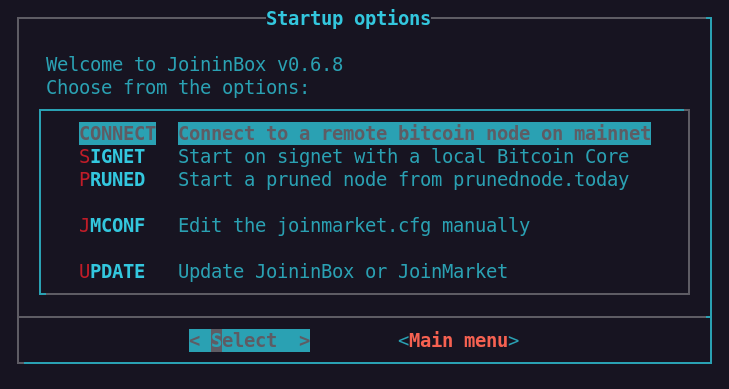 Startup options
Welcome to JoininBox v0.6.8
Choose from the options:
CONNECT Connect to a remote bitcoin node on mainnet
SIGNET Start on signet with a local Bitcoin Core
PRUNED Start a pruned node from prunednode.today
JMCONF Edit the joinmarket.cfg manually
UPDATE Update JoininBox or JoinMarket
< Select > <Main menu>